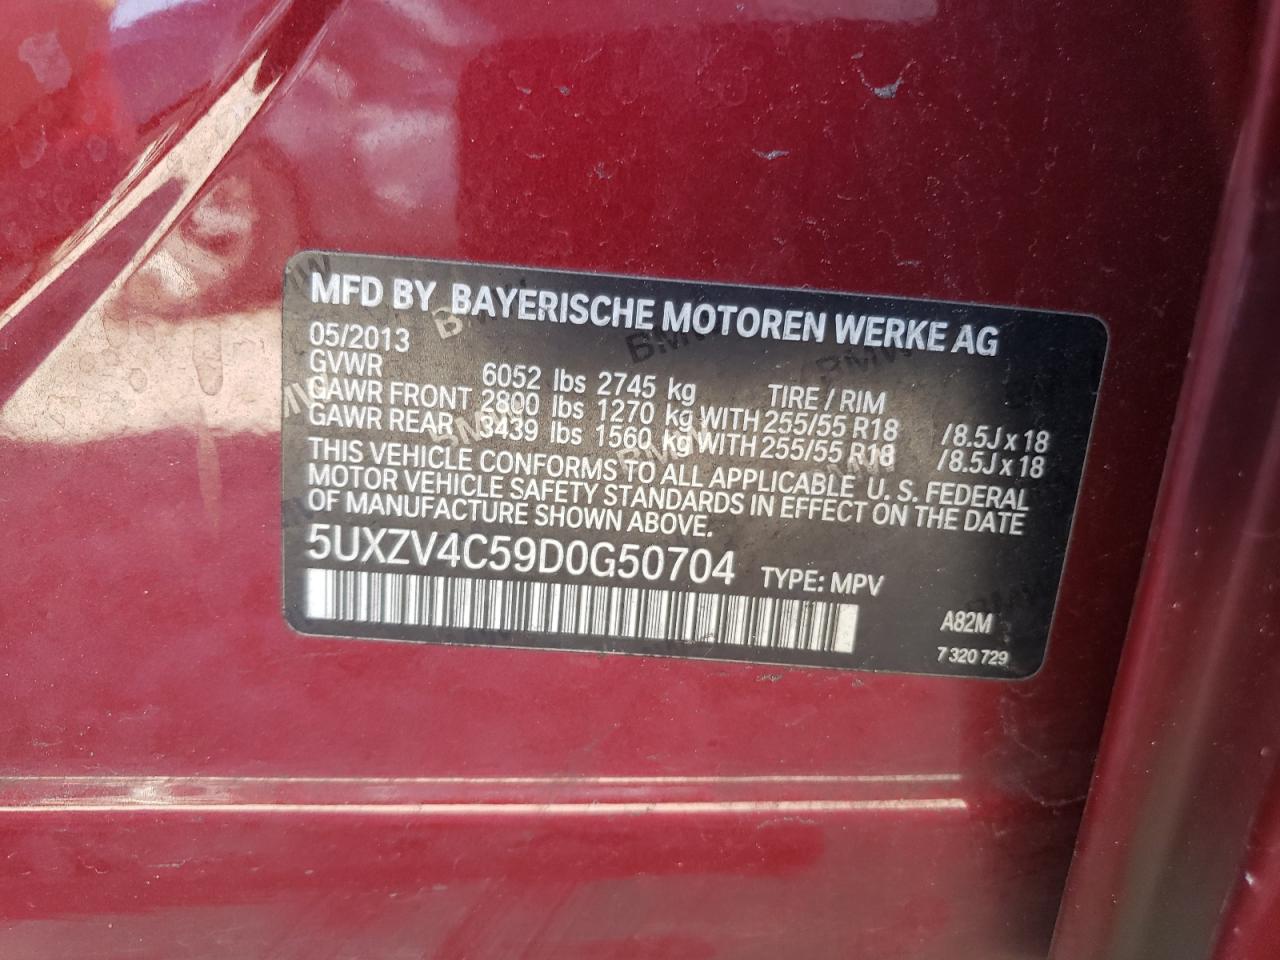 MFD BY BAYERISCHE MOTOREN WERKE AG
05/2013
GVWR 6052 lbs 2745 kg TIRE / RIM
GAWR FRONT 2800 lbs 1270 kg WITH 255/55 R18 /8.5J x 18
GAWR REAR 3439 lbs 1560 kg WITH 255/55 R18 /8.5J x 18
THIS VEHICLE CONFORMS TO ALL APPLICABLE U. S. FEDERAL
MOTOR VEHICLE SAFETY STANDARDS IN EFFECT ON THE DATE
OF MANUFACTURE SHOWN ABOVE.
5UXZV4C59D0G50704 TYPE: MPV
A82M
7 320 729